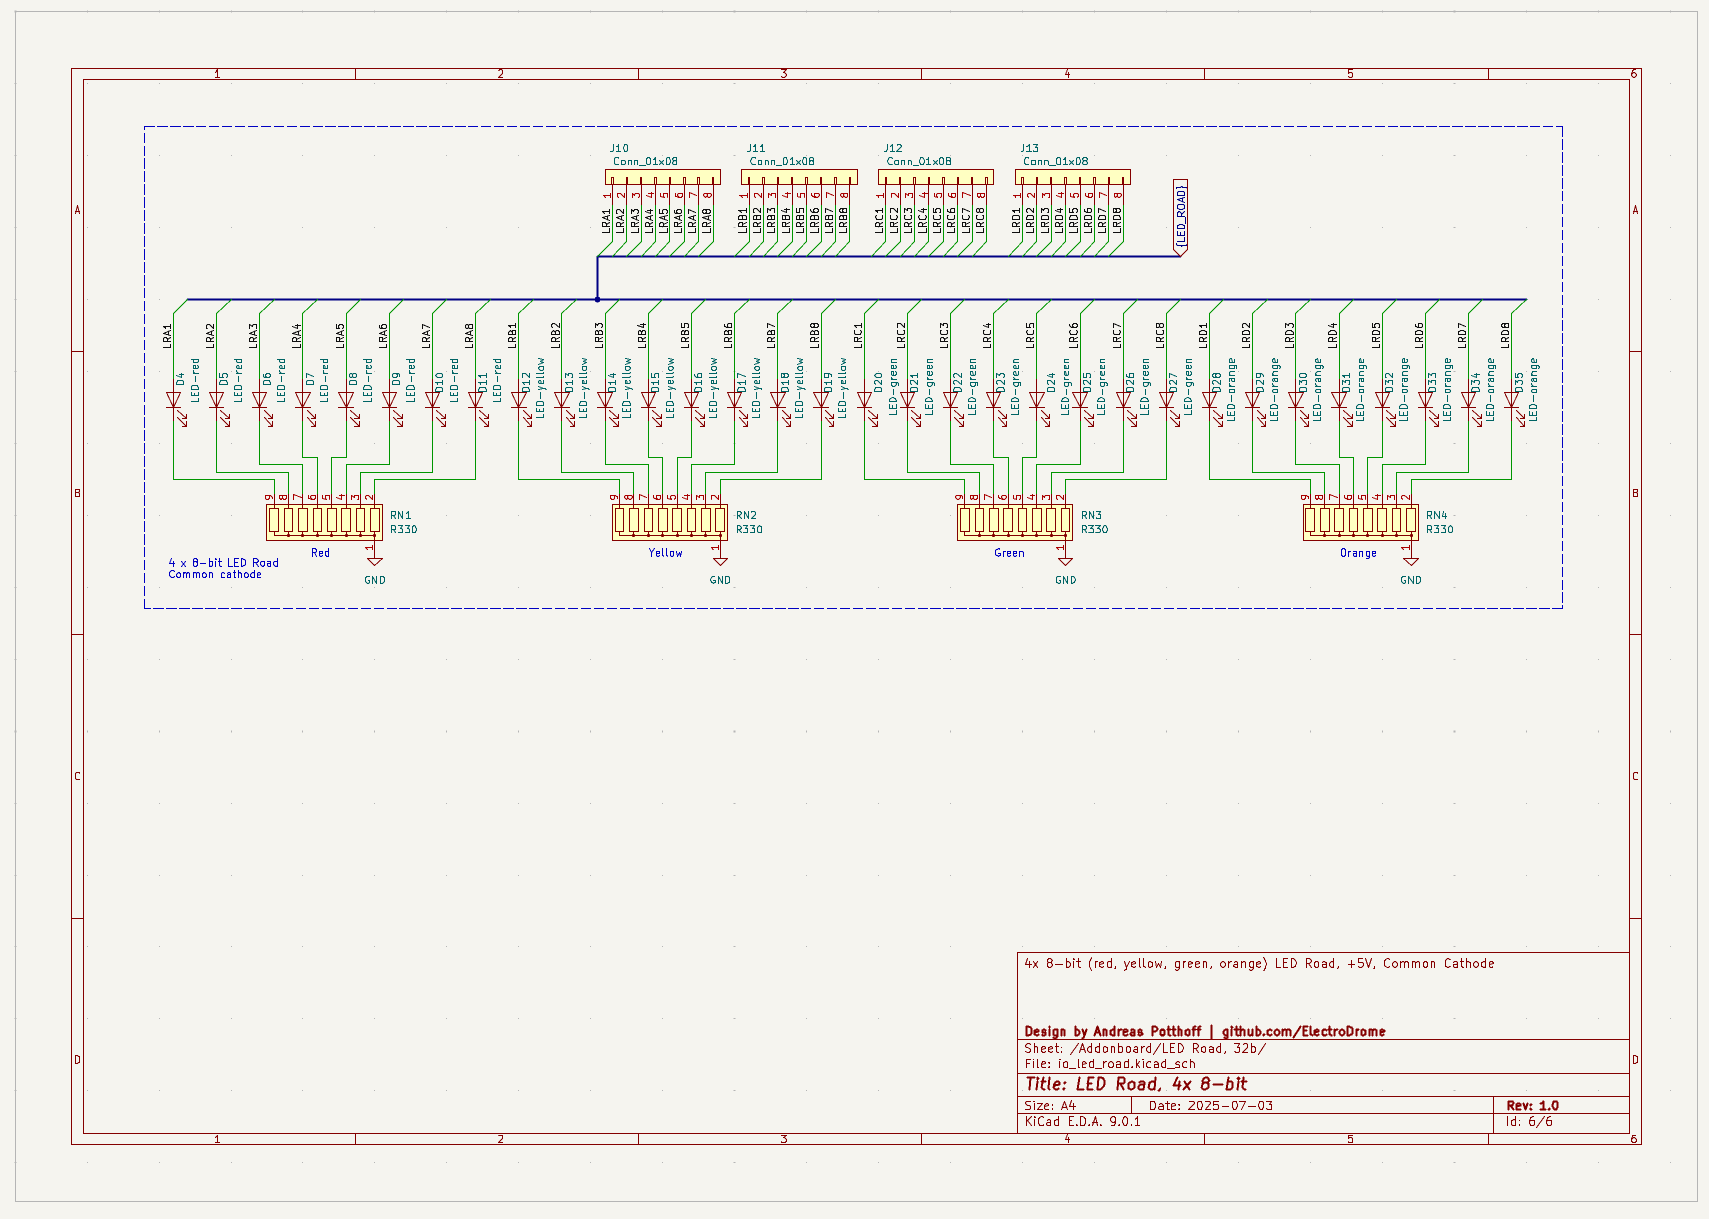 1 2 3 4 5 6
A A
J10 J11 J12 J13
Conn_01x08 Conn_01x08 Conn_01x08 Conn_01x08
1 2 3 4 5 6 7 8 1 2 3 4 5 6 7 8 1 2 3 4 5 6 7 8 1 2 3 4 5 6 7 8
LRA1 LRA2 LRA3 LRA4 LRA5 LRA6 LRA7 LRA8 LRB1 LRB2 LRB3 LRB4 LRB5 LRB6 LRB7 LRB8 LRC1 LRC2 LRC3 LRC4 LRC5 LRC6 LRC7 LRC8 LRD1 LRD2 LRD3 LRD4 LRD5 LRD6 LRD7 LRD8
{LED_ROAD}
LRA1 LRA2 LRA3 LRA4 LRA5 LRA6 LRA7 LRA8 LRB1 LRB2 LRB3 LRB4 LRB5 LRB6 LRB7 LRB8 LRC1 LRC2 LRC3 LRC4 LRC5 LRC6 LRC7 LRC8 LRD1 LRD2 LRD3 LRD4 LRD5 LRD6 LRD7 LRD8
D4 LED-red D5 LED-red D6 LED-red D7 LED-red D8 LED-red D9 LED-red D10 LED-red D11 LED-red
D12 LED-yellow D13 LED-yellow D14 LED-yellow D15 LED-yellow D16 LED-yellow D17 LED-yellow D18 LED-yellow D19 LED-yellow
D20 LED-green D21 LED-green D22 LED-green D23 LED-green D24 LED-green D25 LED-green D26 LED-green D27 LED-green
D28 LED-orange D29 LED-orange D30 LED-orange D31 LED-orange D32 LED-orange D33 LED-orange D34 LED-orange D35 LED-orange
B B
9 8 7 6 5 4 3 2 9 8 7 6 5 4 3 2 9 8 7 6 5 4 3 2 9 8 7 6 5 4 3 2
RN1 RN2 RN3 RN4
R330 R330 R330 R330
1 1 1 1
Red Yellow Green Orange
4 x 8-bit LED Road
Common cathode
GND GND GND GND
C C
4x 8-bit (red, yellow, green, orange) LED Road, +5V, Common Cathode
Design by Andreas Potthoff | github.com/ElectroDrome
Sheet: /Addonboard/LED Road, 32b/
D D
File: io_led_road.kicad_sch
Title: LED Road, 4x 8-bit
Size: A4 Date: 2025-07-03 Rev: 1.0
KiCad E.D.A. 9.0.1 Id: 6/6
1 2 3 4 5 6